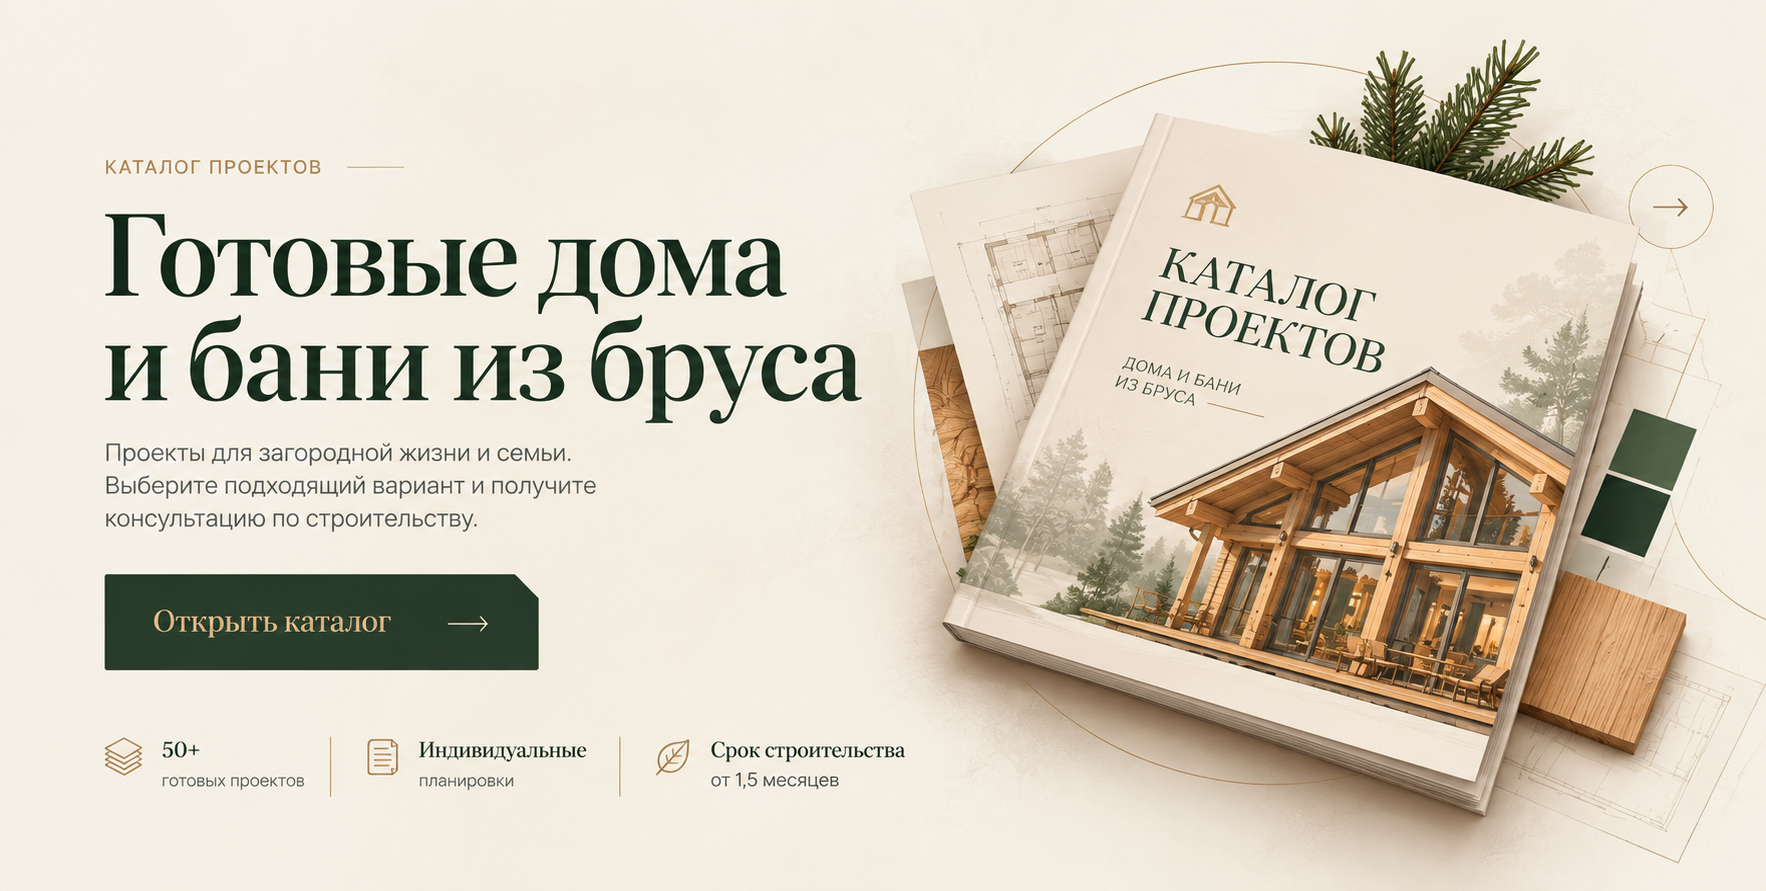 КАТАЛОГ ПРОЕКТОВ
Готовые дома
и бани из бруса
Проекты для загородной жизни и семьи.
Выберите подходящий вариант и получите
консультацию по строительству.
Открыть каталог
50+
готовых проектов
Индивидуальные
планировки
Срок строительства
от 1,5 месяцев
КАТАЛОГ
ПРОЕКТОВ
ДОМА И БАНИ
ИЗ БРУСА